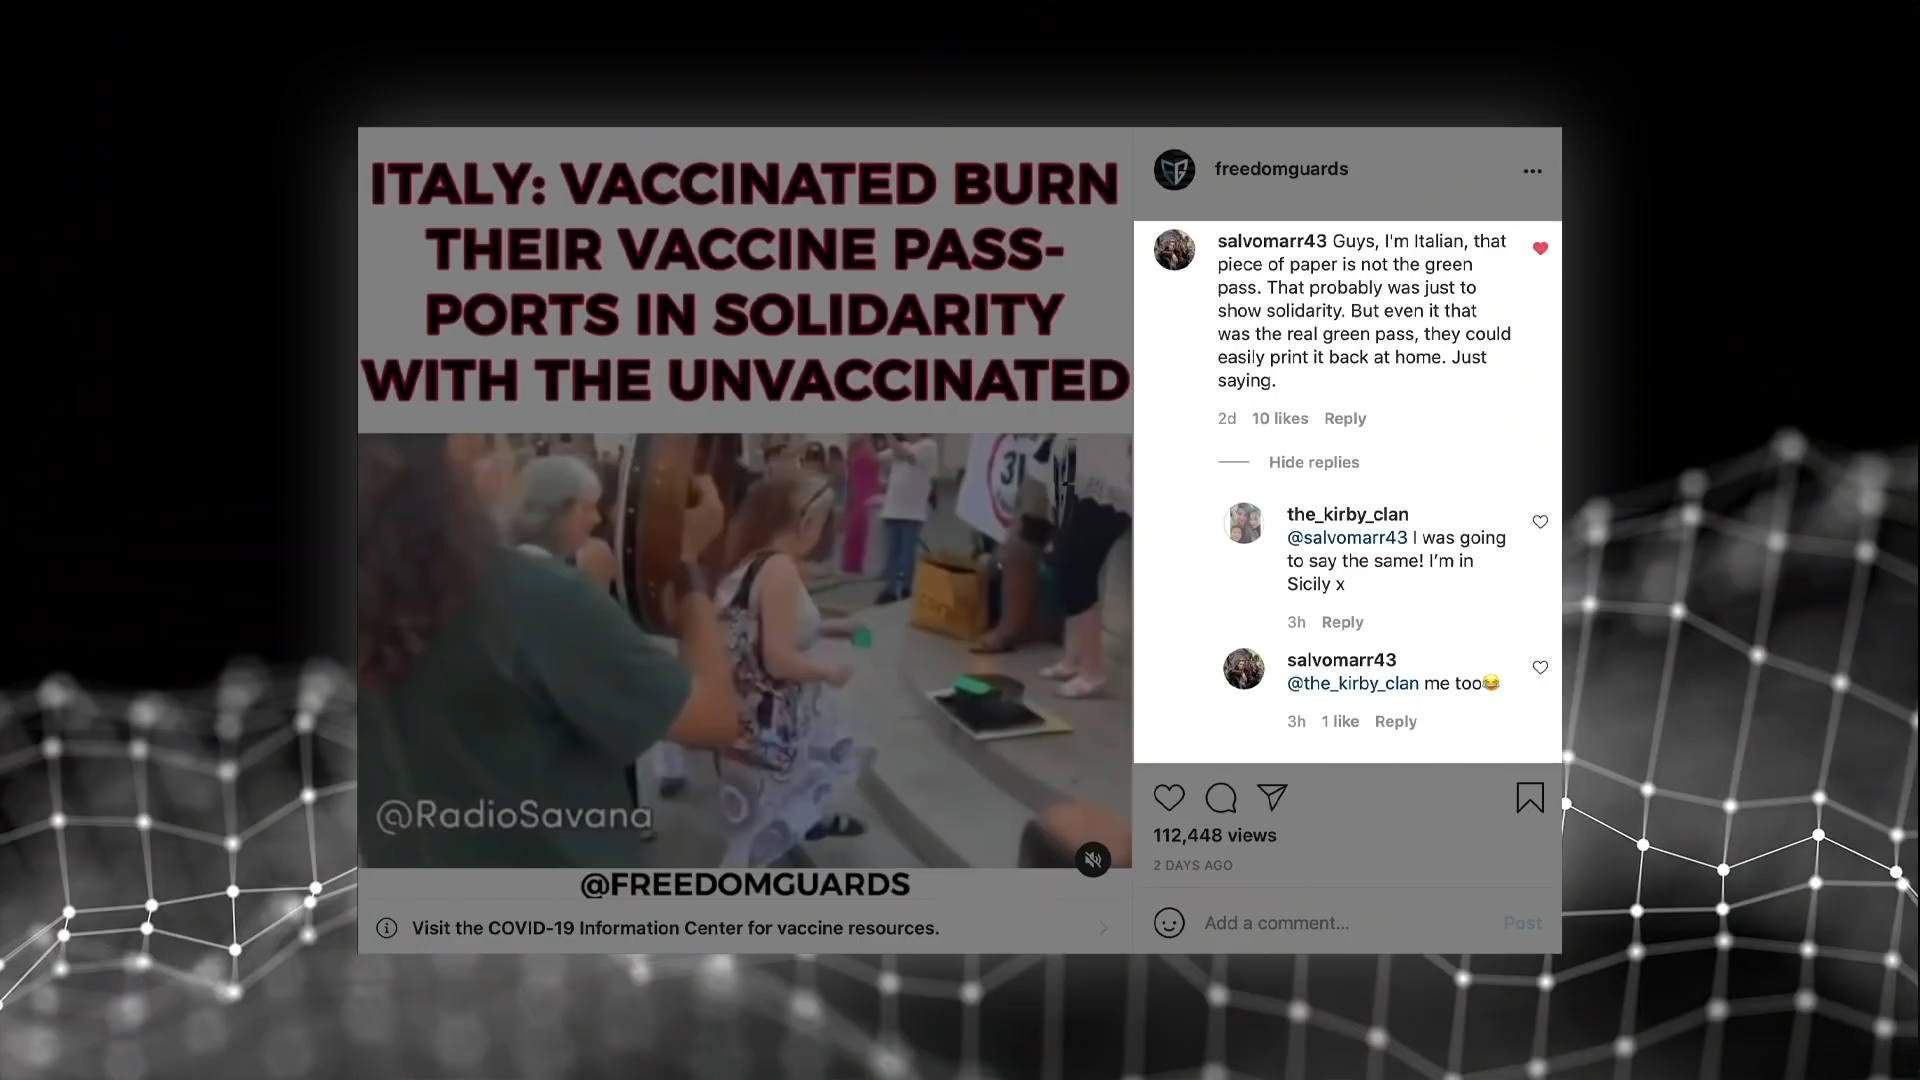 ITALY: VACCINATED BURN
THEIR VACCINE PASS-
PORTS IN SOLIDARITY
WITH THE UNVACCINATED
31
@RadioSavana
@FREEDOMGUARDS
Visit the COVID-19 Information Center for vaccine resources.
freedomguards
salvomarr43 Guys, I'm Italian, that
piece of paper is not the green
pass. That probably was just to
show solidarity. But even it that
was the real green pass, they could
easily print it back at home. Just
saying.
2d 10 likes Reply
Hide replies
the_kirby_clan
@salvomarr43 I was going
to say the same! I’m in
Sicily x
3h Reply
salvomarr43
@the_kirby_clan me too😂
3h 1 like Reply
112,448 views
2 DAYS AGO
Add a comment... Post